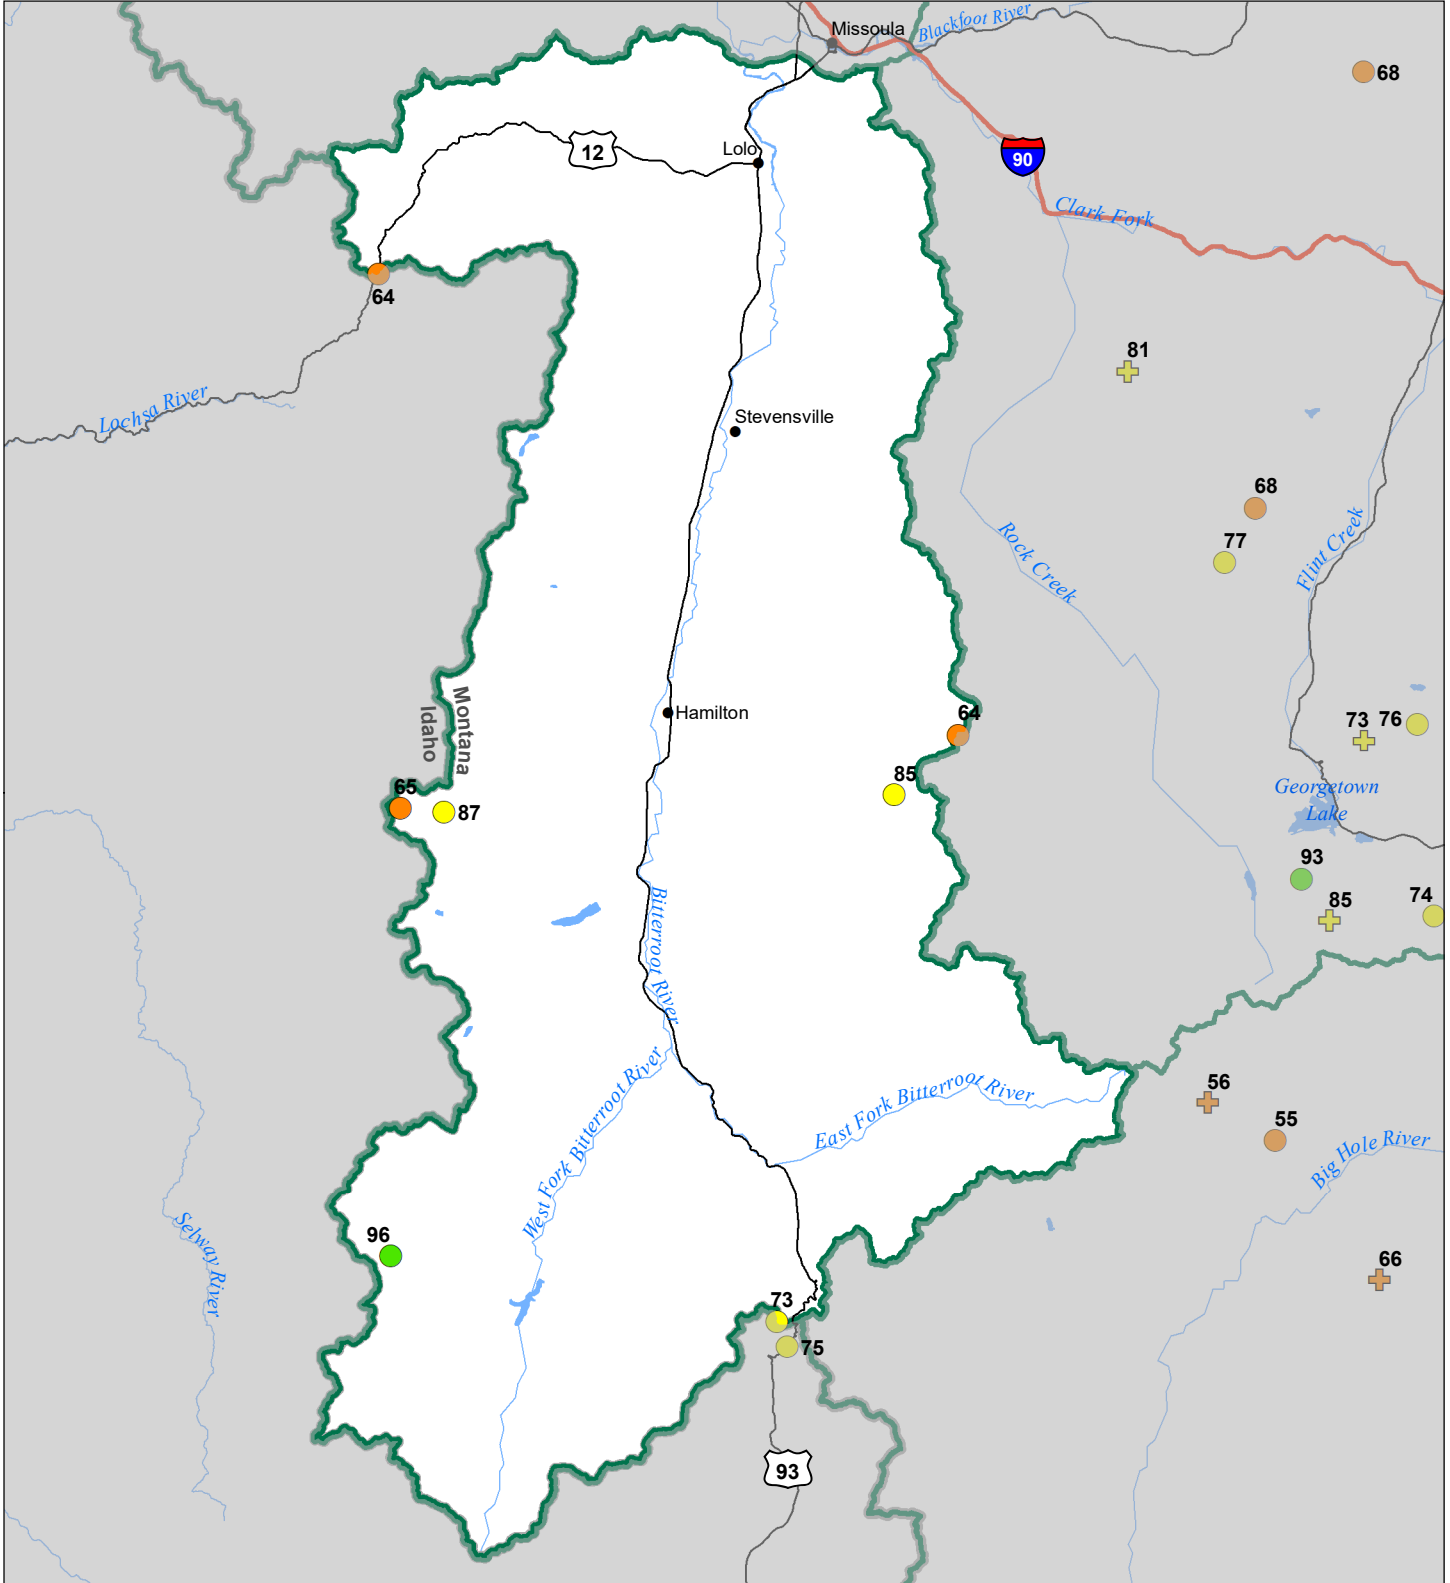 Missoula
Blackfoot River
68
12
Lolo
90
Clark Fork
64
81
Lochsa River
Stevensville
68
77
Rock Creek
Flint Creek
Montana
Idaho
Hamilton
64
73
76
65
87
85
Georgetown
Lake
93
85
74
Bitterroot River
West Fork Bitterroot River
East Fork Bitterroot River
56
55
Big Hole River
Selway River
96
66
73
75
93